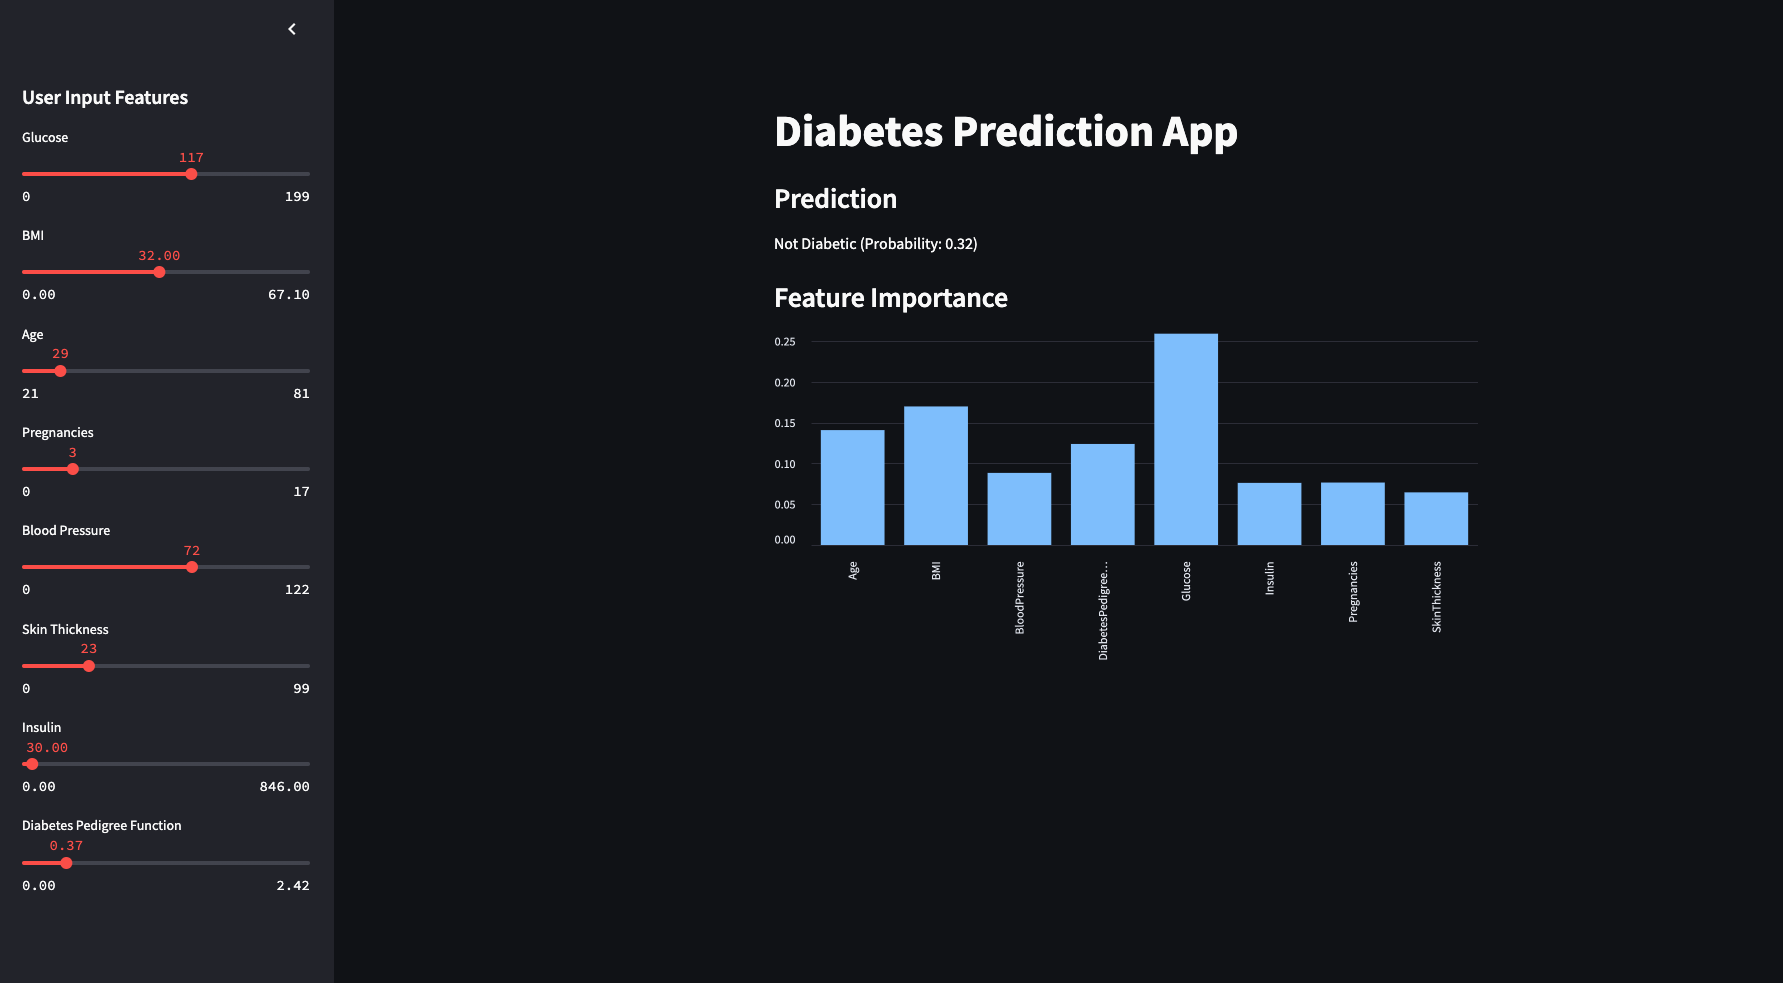 User Input Features
Glucose
117
0 199
BMI
32.00
0.00 67.10
Age
29
21 81
Pregnancies
3
0 17
Blood Pressure
72
0 122
Skin Thickness
23
0 99
Insulin
30.00
0.00 846.00
Diabetes Pedigree Function
0.37
0.00 2.42
Diabetes Prediction App
Prediction
Not Diabetic (Probability: 0.32)
Feature Importance
0.25
0.20
0.15
0.10
0.05
0.00
Age
BMI
BloodPressure
DiabetesPedigree...
Glucose
Insulin
Pregnancies
SkinThickness